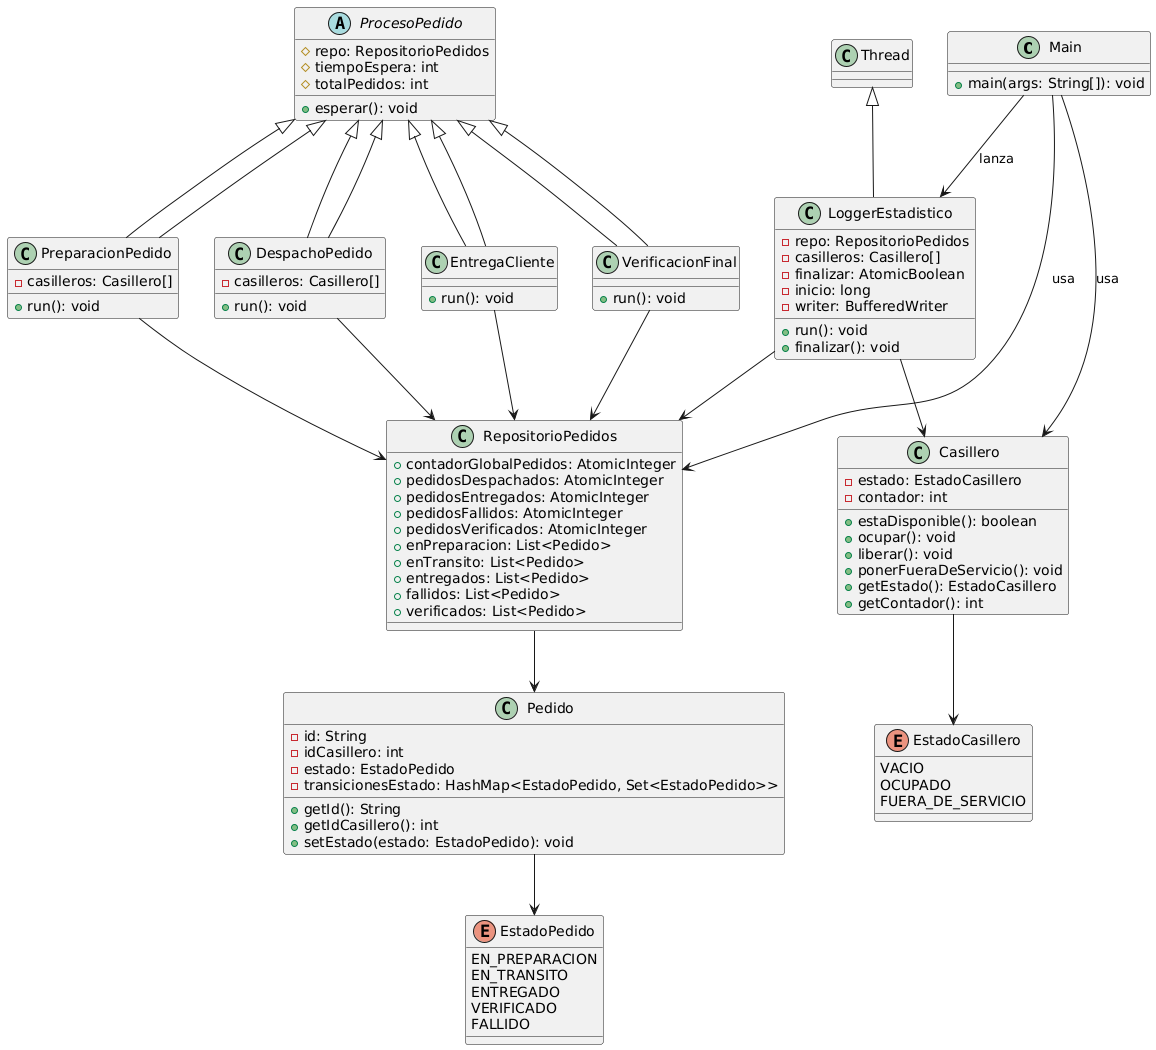 A ProcesoPedido
repo: RepositorioPedidos
tiempoEspera: int
totalPedidos: int
esperar(): void
C Thread
C Main
main(args: String[]): void
lanza
usa
usa
C PreparacionPedido
casilleros: Casillero[]
run(): void
C DespachoPedido
casilleros: Casillero[]
run(): void
C EntregaCliente
run(): void
C VerificacionFinal
run(): void
C LoggerEstadistico
repo: RepositorioPedidos
casilleros: Casillero[]
finalizar: AtomicBoolean
inicio: long
writer: BufferedWriter
run(): void
finalizar(): void
C RepositorioPedidos
contadorGlobalPedidos: AtomicInteger
pedidosDespachados: AtomicInteger
pedidosEntregados: AtomicInteger
pedidosFallidos: AtomicInteger
pedidosVerificados: AtomicInteger
enPreparacion: List<Pedido>
enTransito: List<Pedido>
entregados: List<Pedido>
fallidos: List<Pedido>
verificados: List<Pedido>
C Casillero
estado: EstadoCasillero
contador: int
estaDisponible(): boolean
ocupar(): void
liberar(): void
ponerFueraDeServicio(): void
getEstado(): EstadoCasillero
getContador(): int
C Pedido
id: String
idCasillero: int
estado: EstadoPedido
transicionesEstado: HashMap<EstadoPedido, Set<EstadoPedido>>
getId(): String
getIdCasillero(): int
setEstado(estado: EstadoPedido): void
E EstadoCasillero
VACIO
OCUPADO
FUERA_DE_SERVICIO
E EstadoPedido
EN_PREPARACION
EN_TRANSITO
ENTREGADO
VERIFICADO
FALLIDO